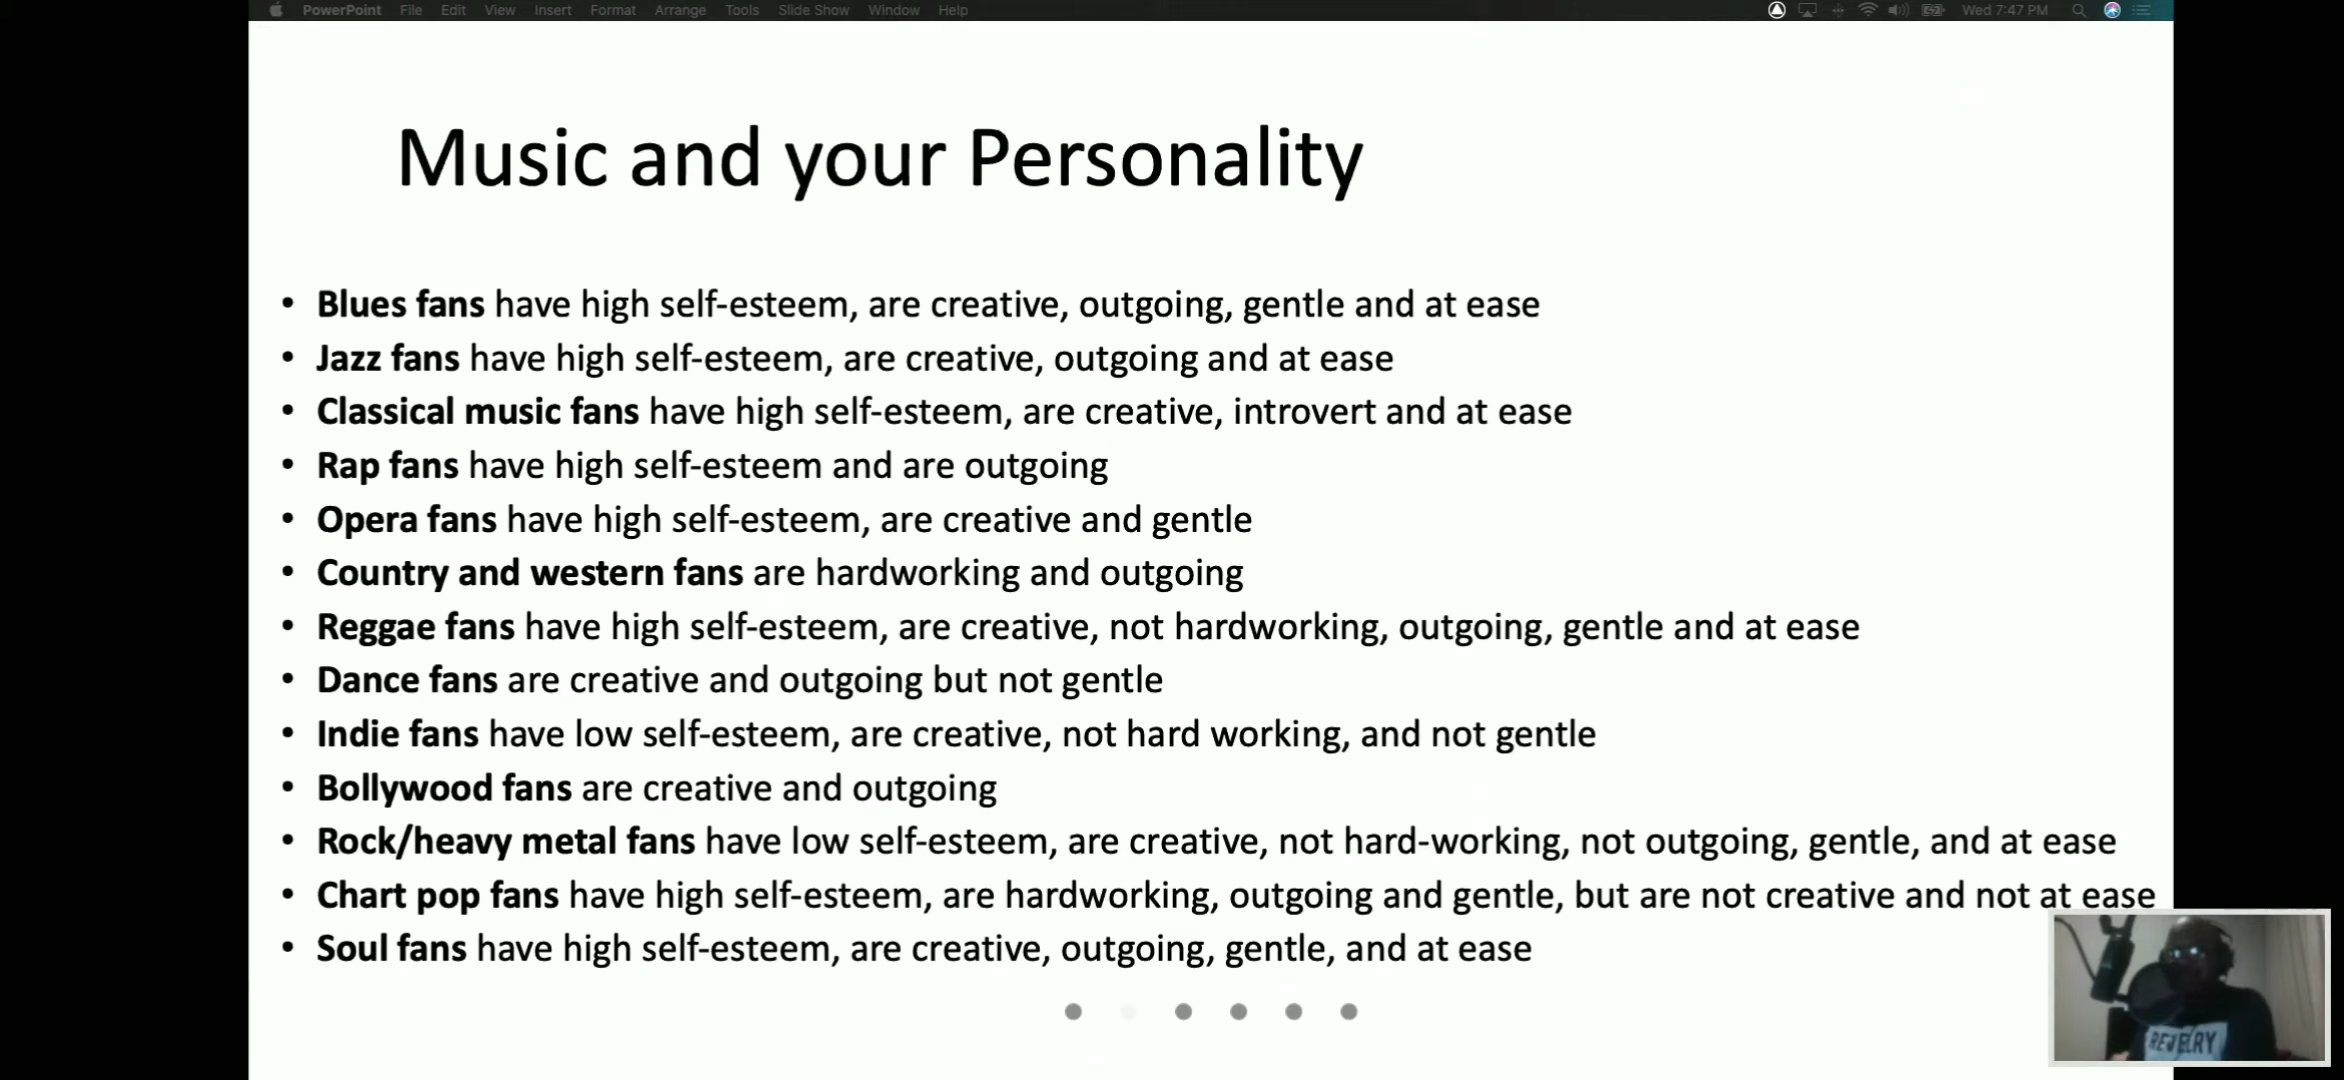 PowerPoint File Edit View Insert Format Arrange Tools Slide Show Window Help Wed 7:47 PM
Music and your Personality
• Blues fans have high self-esteem, are creative, outgoing, gentle and at ease
• Jazz fans have high self-esteem, are creative, outgoing and at ease
• Classical music fans have high self-esteem, are creative, introvert and at ease
• Rap fans have high self-esteem and are outgoing
• Opera fans have high self-esteem, are creative and gentle
• Country and western fans are hardworking and outgoing
• Reggae fans have high self-esteem, are creative, not hardworking, outgoing, gentle and at ease
• Dance fans are creative and outgoing but not gentle
• Indie fans have low self-esteem, are creative, not hard working, and not gentle
• Bollywood fans are creative and outgoing
• Rock/heavy metal fans have low self-esteem, are creative, not hard-working, not outgoing, gentle, and at ease
• Chart pop fans have high self-esteem, are hardworking, outgoing and gentle, but are not creative and not at ease
• Soul fans have high self-esteem, are creative, outgoing, gentle, and at ease
REVELRY